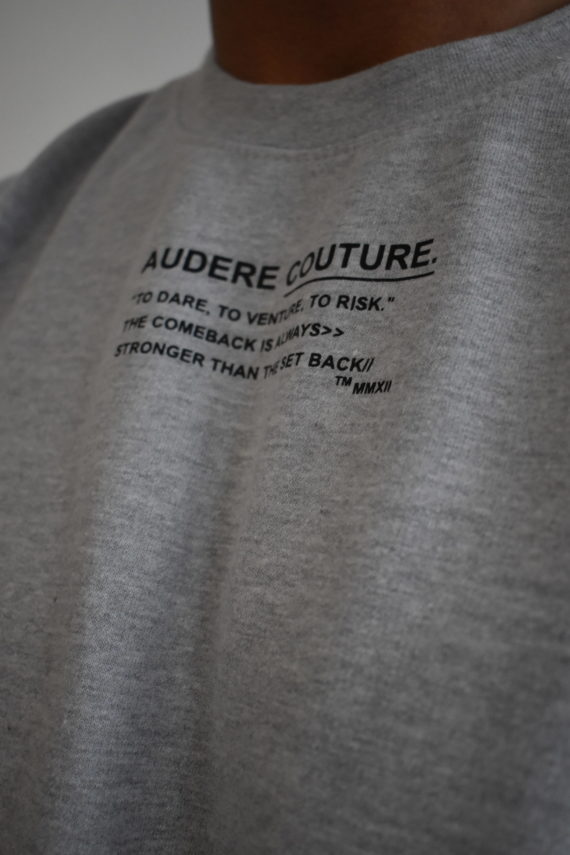 AUDERE COUTURE.
"TO DARE, TO VENTURE, TO RISK."
THE COMEBACK IS ALWAYS>>
STRONGER THAN THE SET BACK//
TM MMXII